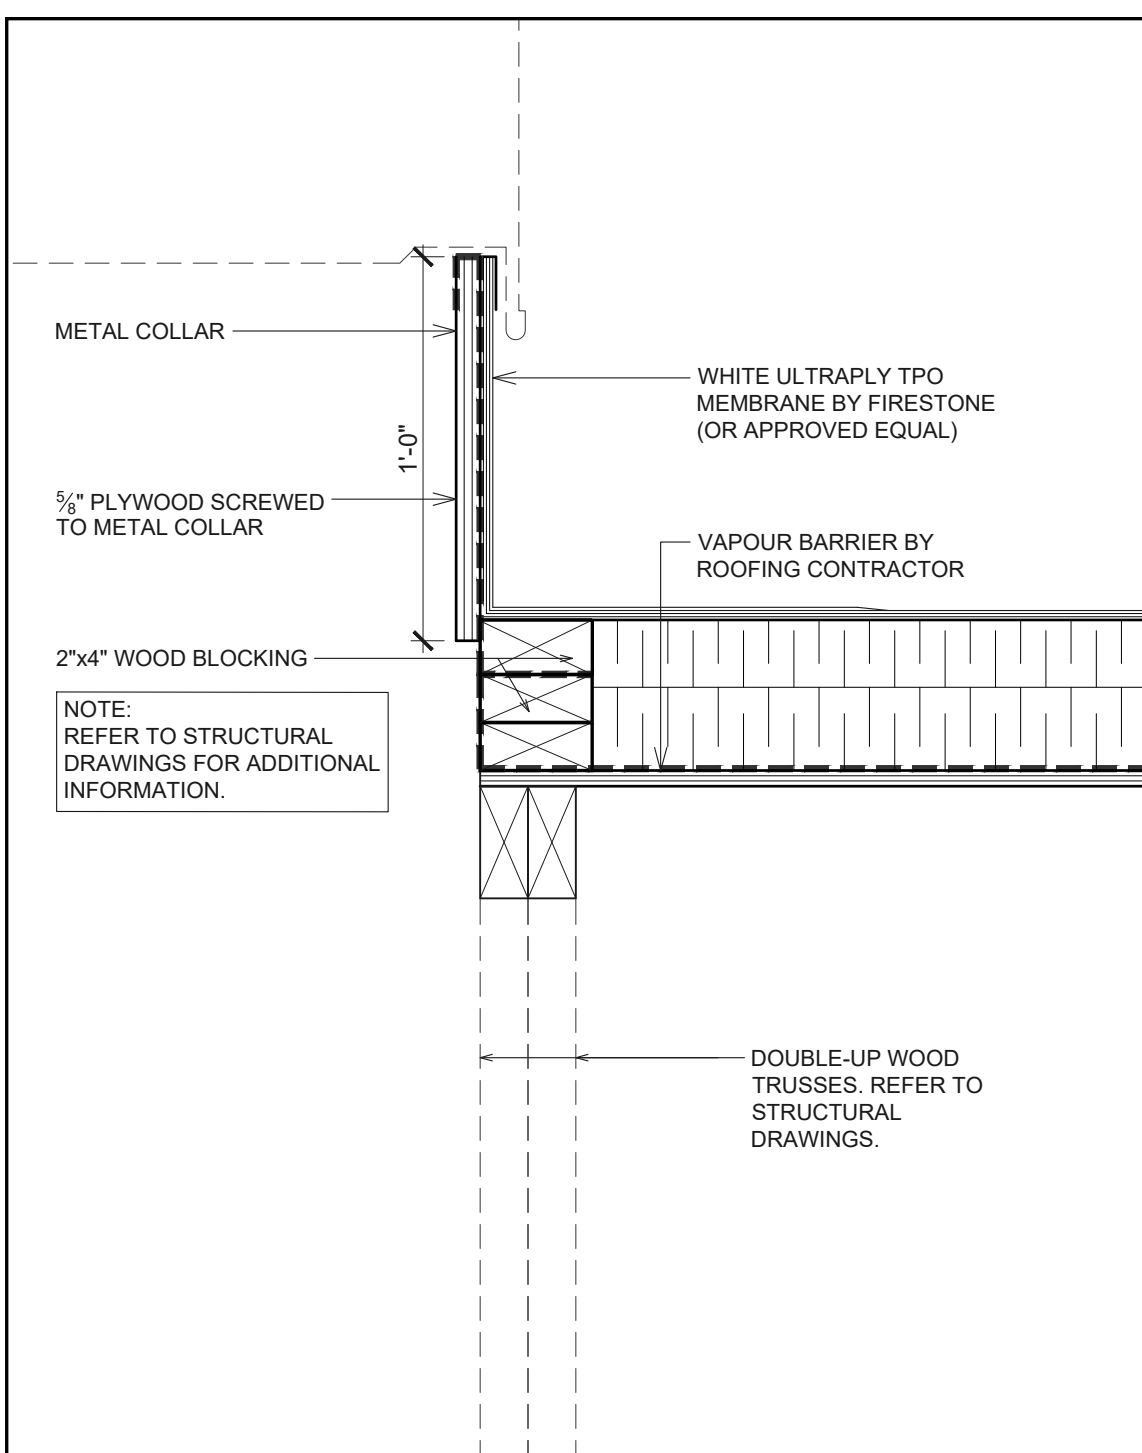 METAL COLLAR
WHITE ULTRAPLY TPO
MEMBRANE BY FIRESTONE
(OR APPROVED EQUAL)
1'-0"
⅝" PLYWOOD SCREWED
TO METAL COLLAR
VAPOUR BARRIER BY
ROOFING CONTRACTOR
2"x4" WOOD BLOCKING
NOTE:
REFER TO STRUCTURAL
DRAWINGS FOR ADDITIONAL
INFORMATION.
DOUBLE-UP WOOD
TRUSSES. REFER TO
STRUCTURAL
DRAWINGS.